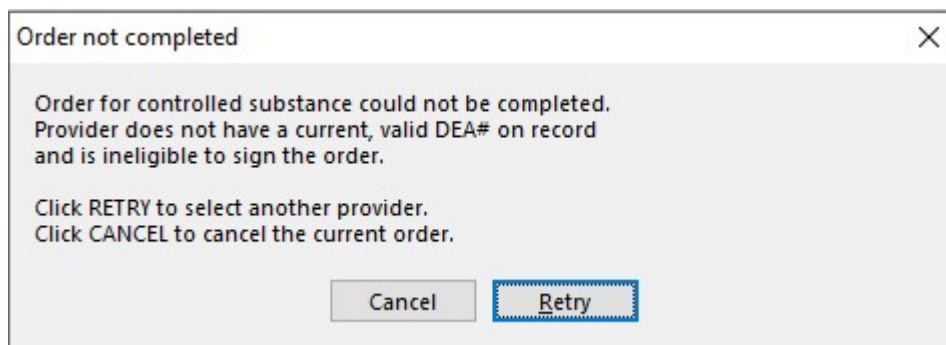 Order not completed
Order for controlled substance could not be completed.
Provider does not have a current, valid DEA# on record
and is ineligible to sign the order.
Click RETRY to select another provider.
Click CANCEL to cancel the current order.
Cancel
Retry